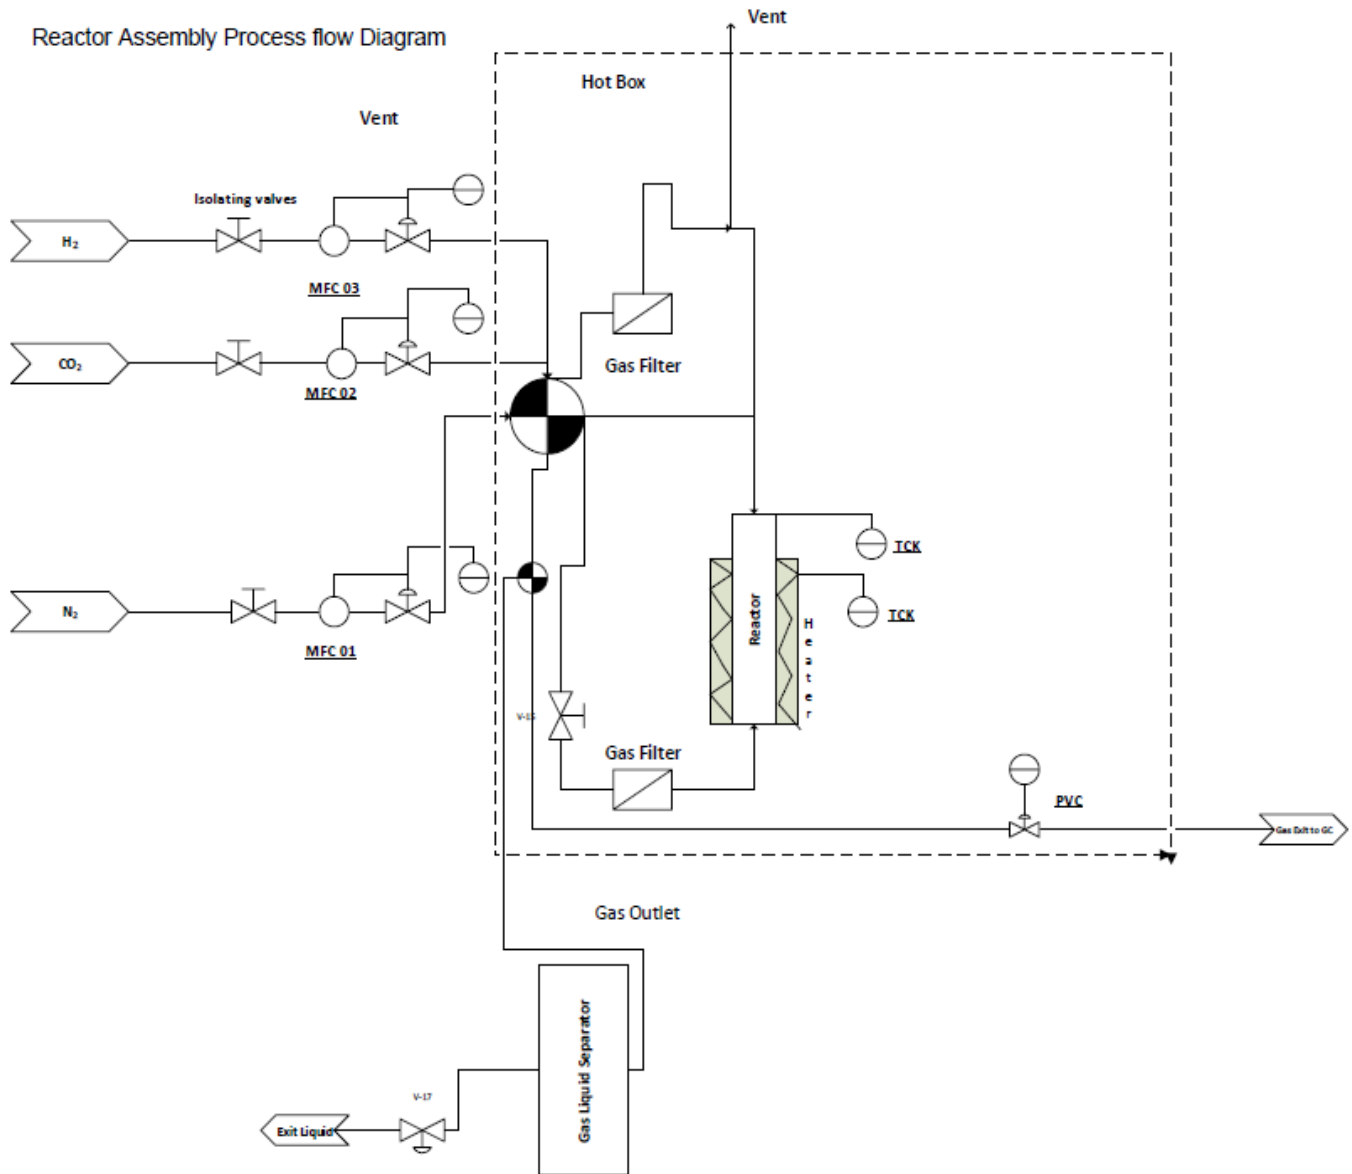 Vent
Reactor Assembly Process flow Diagram
Hot Box
Vent
Isolating valves
H₂
MFC 03
CO₂
Gas Filter
MFC 02
TCK
N₂
TCK
Reactor
Heater
MFC 01
V-15
Gas Filter
PVC
Gas Exit to GC
Gas Outlet
Gas Liquid Separator
V-17
Exit Liquid